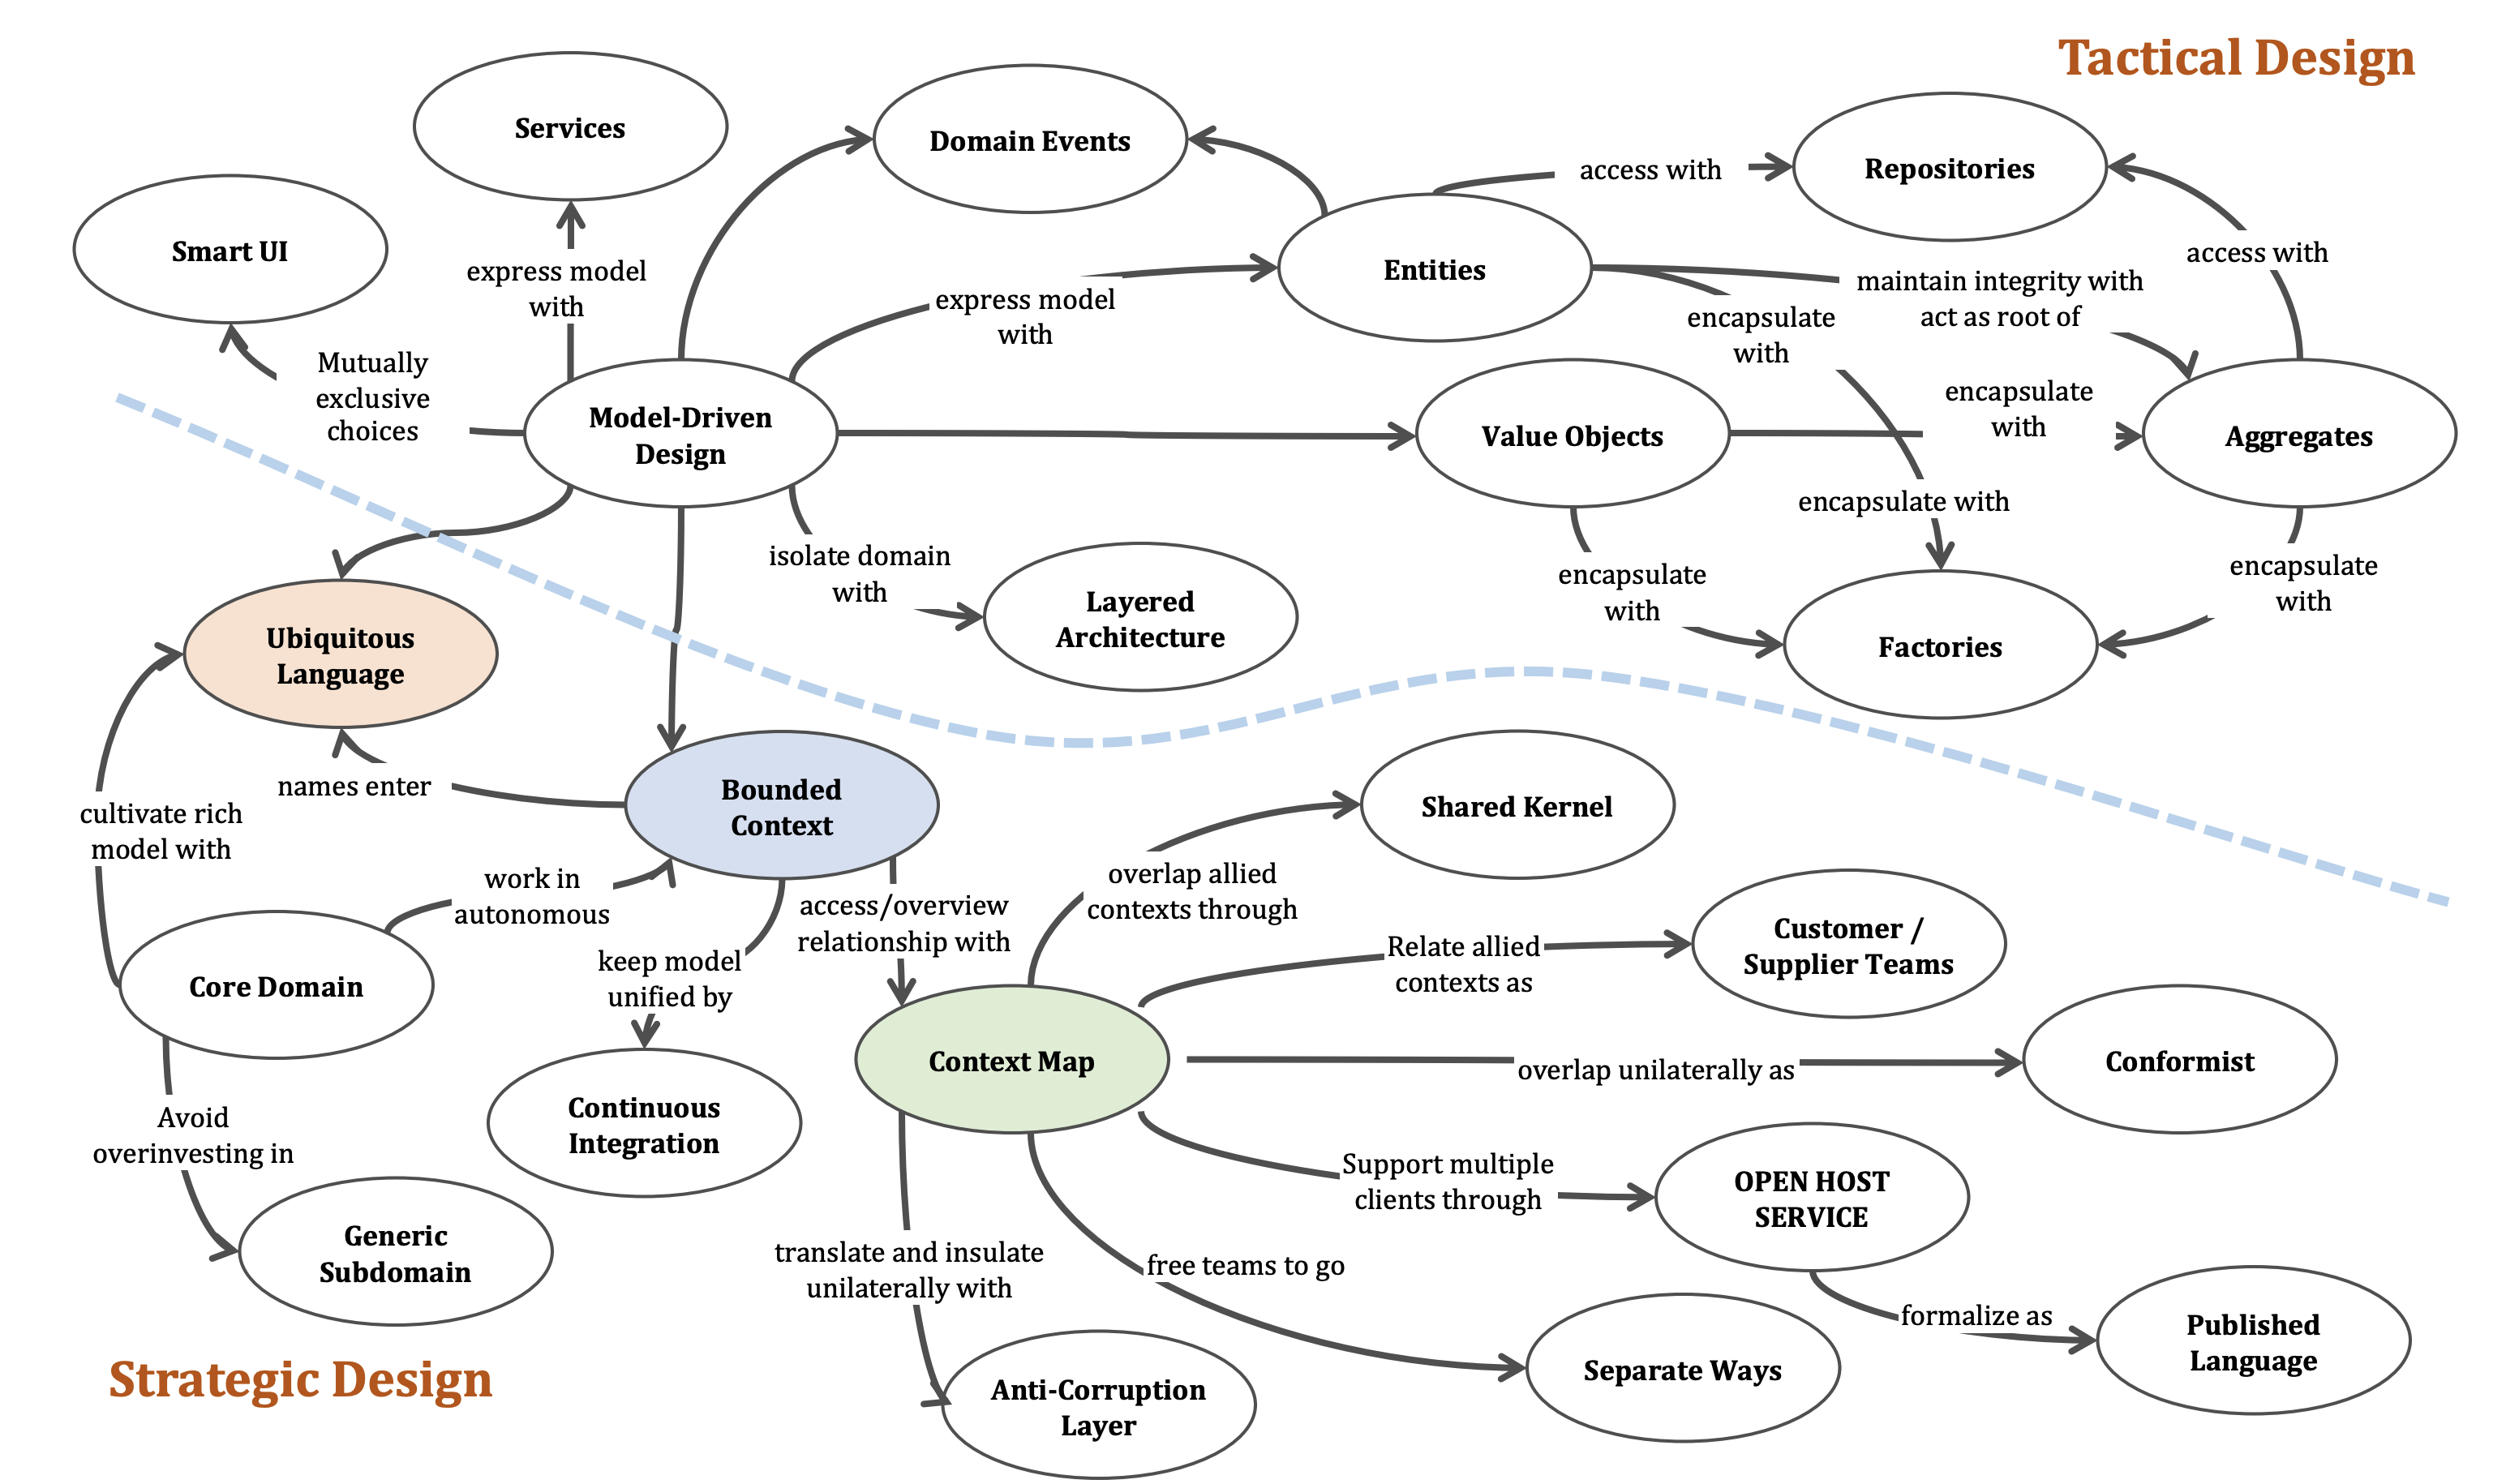 Tactical Design
Services
Domain Events
Repositories
access with
Smart UI
express model
with
Entities
access with
express model
with
maintain integrity with
act as root of
encapsulate
with
Mutually
exclusive
choices
Model-Driven
Design
Value Objects
encapsulate
with
Aggregates
encapsulate with
isolate domain
with
encapsulate
with
encapsulate
with
Layered
Architecture
Factories
Ubiquitous
Language
names enter
Bounded
Context
Shared Kernel
cultivate rich
model with
work in
autonomous
access/overview
relationship with
overlap allied
contexts through
Customer /
Supplier Teams
Relate allied
contexts as
keep model
unified by
Core Domain
Context Map
overlap unilaterally as
Conformist
Avoid
overinvesting in
Continuous
Integration
Support multiple
clients through
OPEN HOST
SERVICE
Generic
Subdomain
translate and insulate
unilaterally with
free teams to go
formalize as
Published
Language
Strategic Design
Anti-Corruption
Layer
Separate Ways